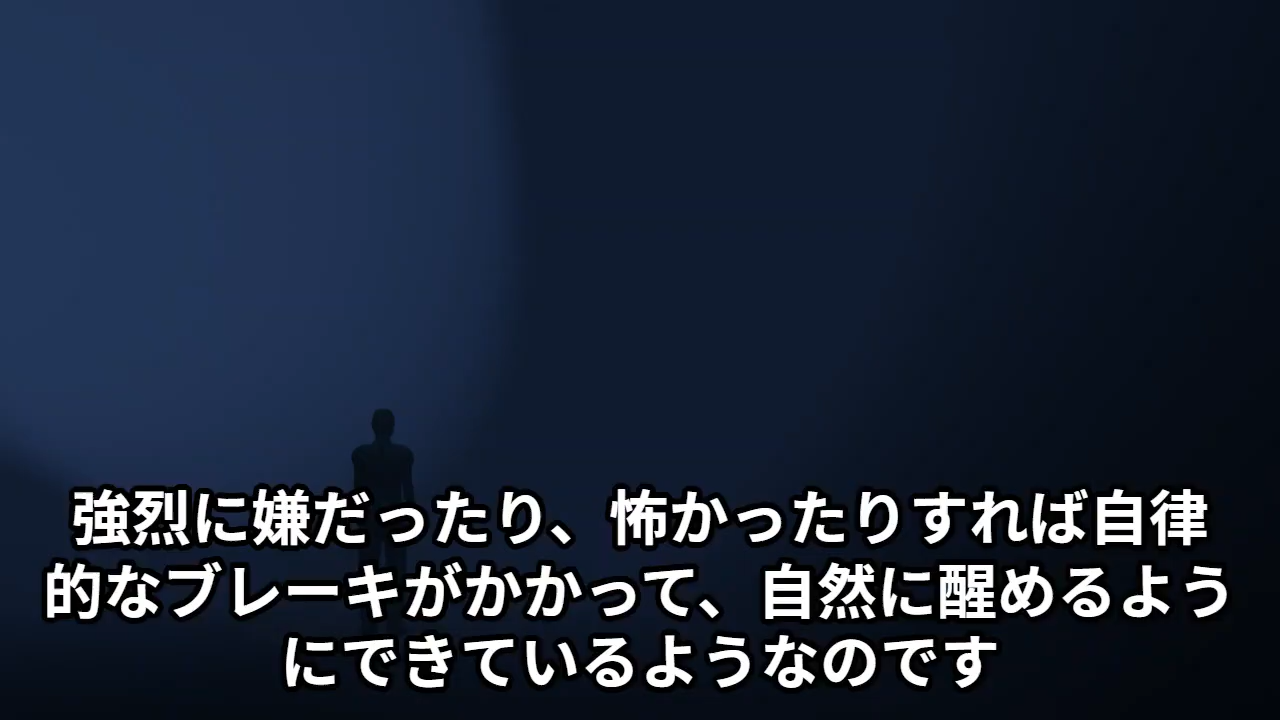 強烈に嫌だったり、怖かったりすれば自律
的なブレーキがかかって、自然に醒めるよう
にできているようなのです